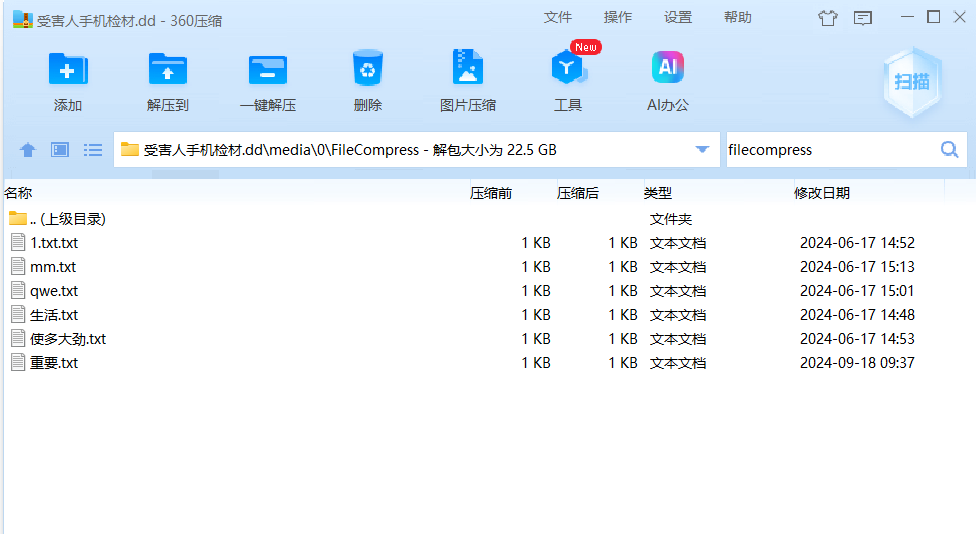 受害人手机检材.dd - 360压缩 文件 操作 设置 帮助
New
添加 解压到 一键解压 删除 图片压缩 工具 AI AI办公 扫描
受害人手机检材.dd\media\0\FileCompress - 解包大小为 22.5 GB filecompress
名称 压缩前 压缩后 类型 修改日期
.. (上级目录) 文件夹
1.txt.txt 1 KB 1 KB 文本文档 2024-06-17 14:52
mm.txt 1 KB 1 KB 文本文档 2024-06-17 15:13
qwe.txt 1 KB 1 KB 文本文档 2024-06-17 15:01
生活.txt 1 KB 1 KB 文本文档 2024-06-17 14:48
使多大劲.txt 1 KB 1 KB 文本文档 2024-06-17 14:53
重要.txt 1 KB 1 KB 文本文档 2024-09-18 09:37